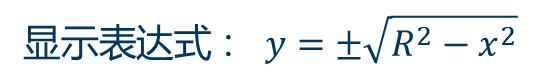 显示表达式： y = ±√(R² − x²)